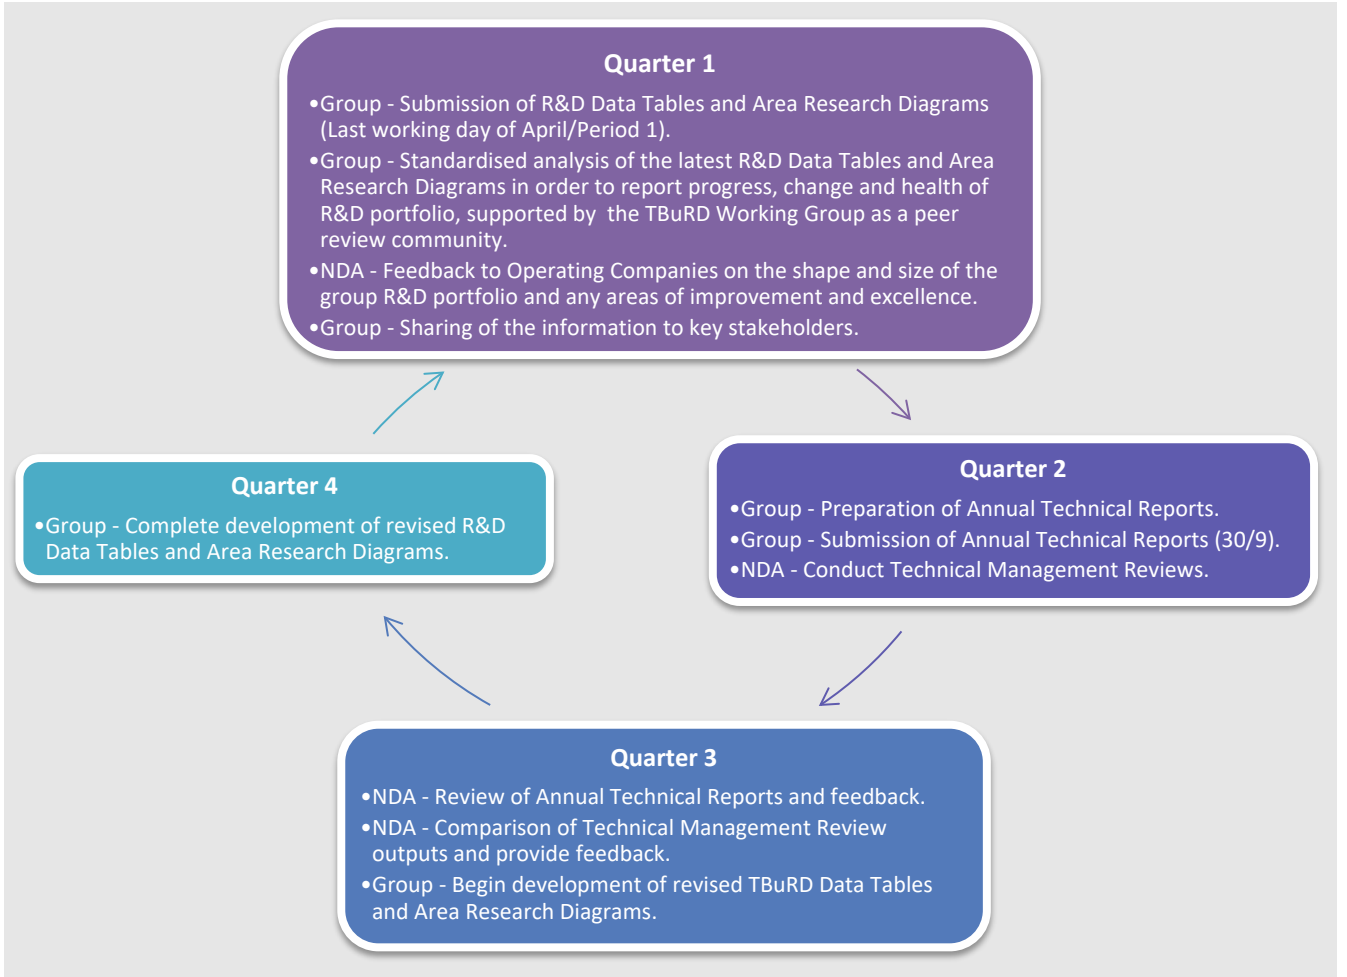 Quarter 1
•Group - Submission of R&D Data Tables and Area Research Diagrams
(Last working day of April/Period 1).
•Group - Standardised analysis of the latest R&D Data Tables and Area
Research Diagrams in order to report progress, change and health of
R&D portfolio, supported by  the TBuRD Working Group as a peer
review community.
•NDA - Feedback to Operating Companies on the shape and size of the
group R&D portfolio and any areas of improvement and excellence.
•Group - Sharing of the information to key stakeholders.
Quarter 2
•Group - Preparation of Annual Technical Reports.
•Group - Submission of Annual Technical Reports (30/9).
•NDA - Conduct Technical Management Reviews.
Quarter 3
•NDA - Review of Annual Technical Reports and feedback.
•NDA - Comparison of Technical Management Review
outputs and provide feedback.
•Group - Begin development of revised TBuRD Data Tables
and Area Research Diagrams.
Quarter 4
•Group - Complete development of revised R&D
Data Tables and Area Research Diagrams.